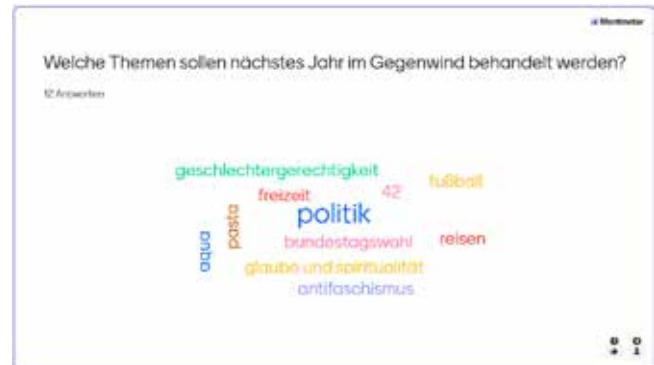 Mentimeter
Welche Themen sollen nächstes Jahr im Gegenwind behandelt werden?
12 Antworten
geschlechtergerechtigkeit
fußball
freizeit
42
politik
pasta
aqua
bundestagswahl
reisen
glaube und spiritualität
antifaschismus